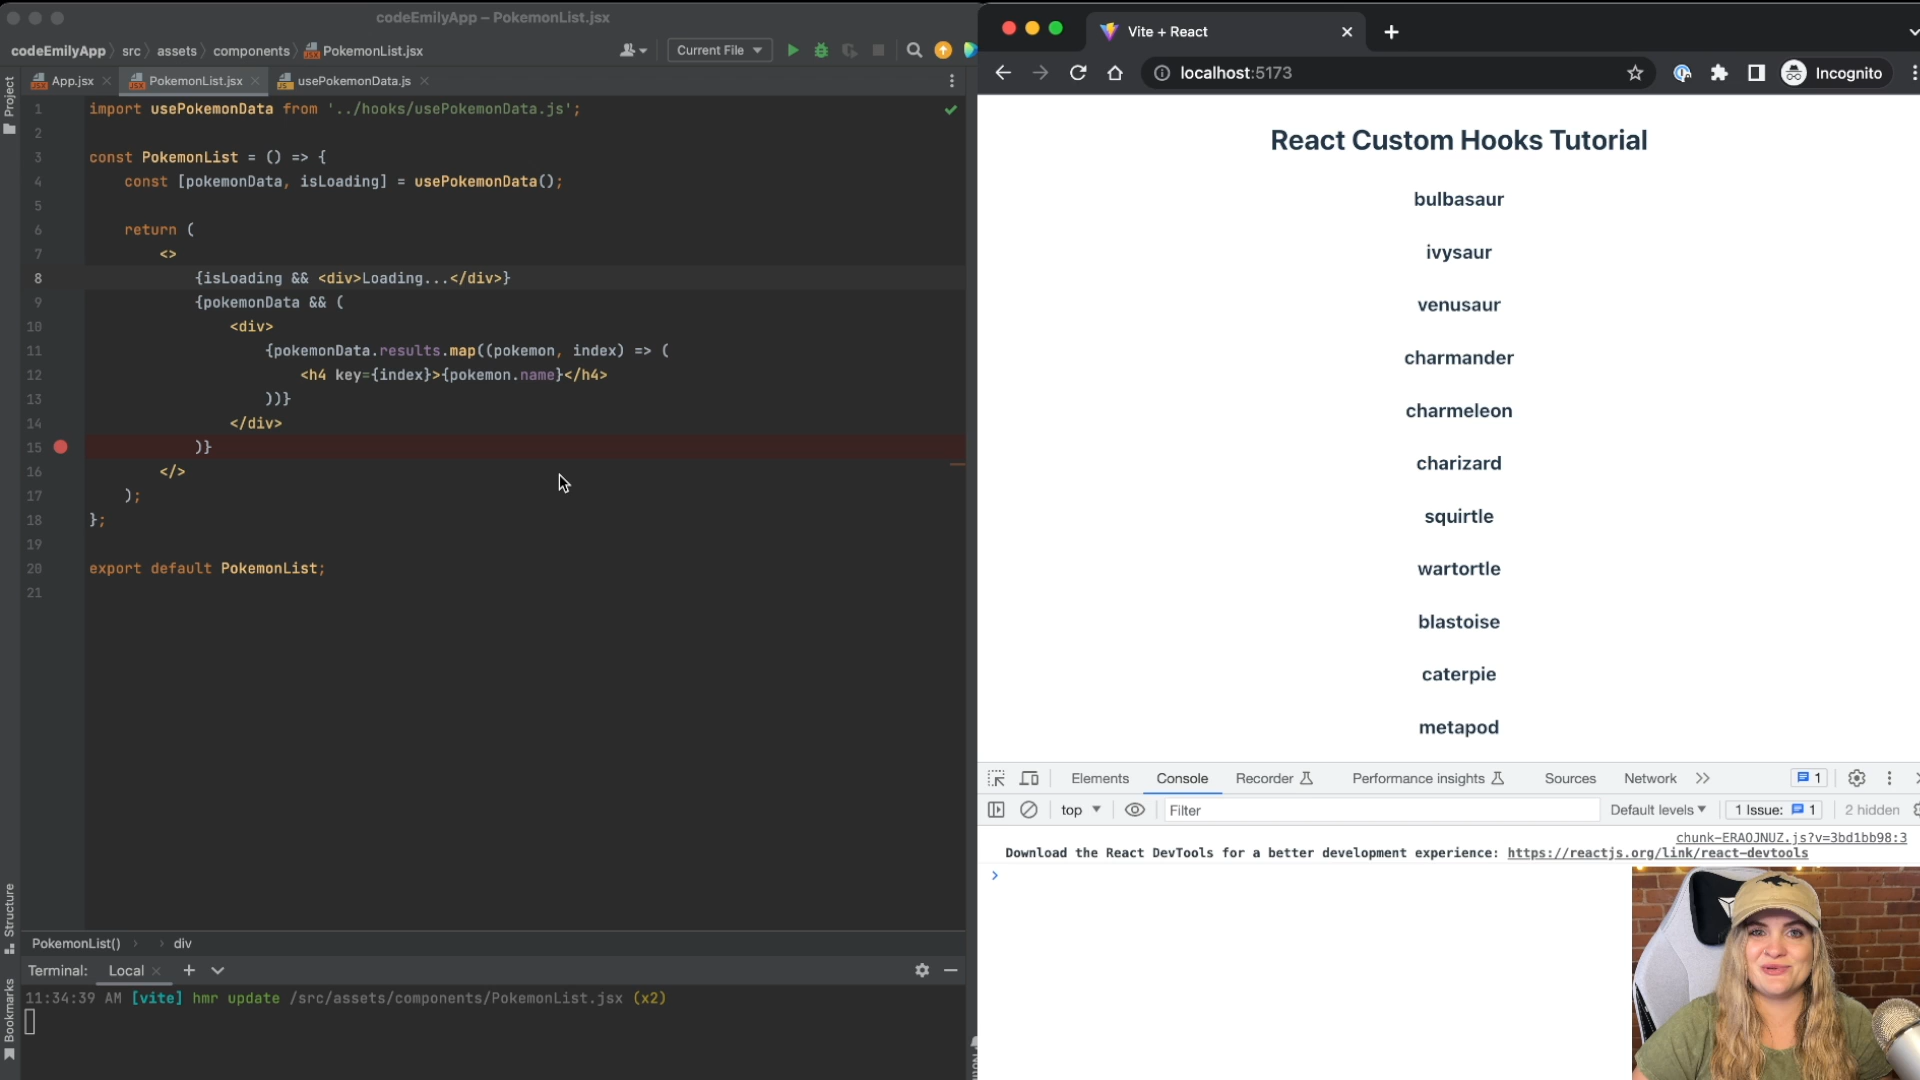 codeEmilyApp – PokemonList.jsx
codeEmilyApp src assets components PokemonList.jsx
Current File
App.jsx PokemonList.jsx usePokemonData.js
Project
1 import usePokemonData from '../hooks/usePokemonData.js';
2
3 const PokemonList = () => {
4 const [pokemonData, isLoading] = usePokemonData();
5
6 return (
7 <>
8 {isLoading && <div>Loading...</div>}
9 {pokemonData && (
10 <div>
11 {pokemonData.results.map((pokemon, index) => (
12 <h4 key={index}>{pokemon.name}</h4>
13 ))}
14 </div>
15 )}
16 </>
17 );
18 };
19
20 export default PokemonList;
21
Structure
Bookmarks
PokemonList() div
Terminal: Local
11:34:39 AM [vite] hmr update /src/assets/components/PokemonList.jsx (x2)
Vite + React
localhost:5173
Incognito
React Custom Hooks Tutorial
bulbasaur
ivysaur
venusaur
charmander
charmeleon
charizard
squirtle
wartortle
blastoise
caterpie
metapod
Elements Console Recorder Performance insights Sources Network 1
top Filter Default levels 1 Issue: 1 2 hidden
chunk-ERAOJNUZ.js?v=3bd1bb98:3
Download the React DevTools for a better development experience: https://reactjs.org/link/react-devtools